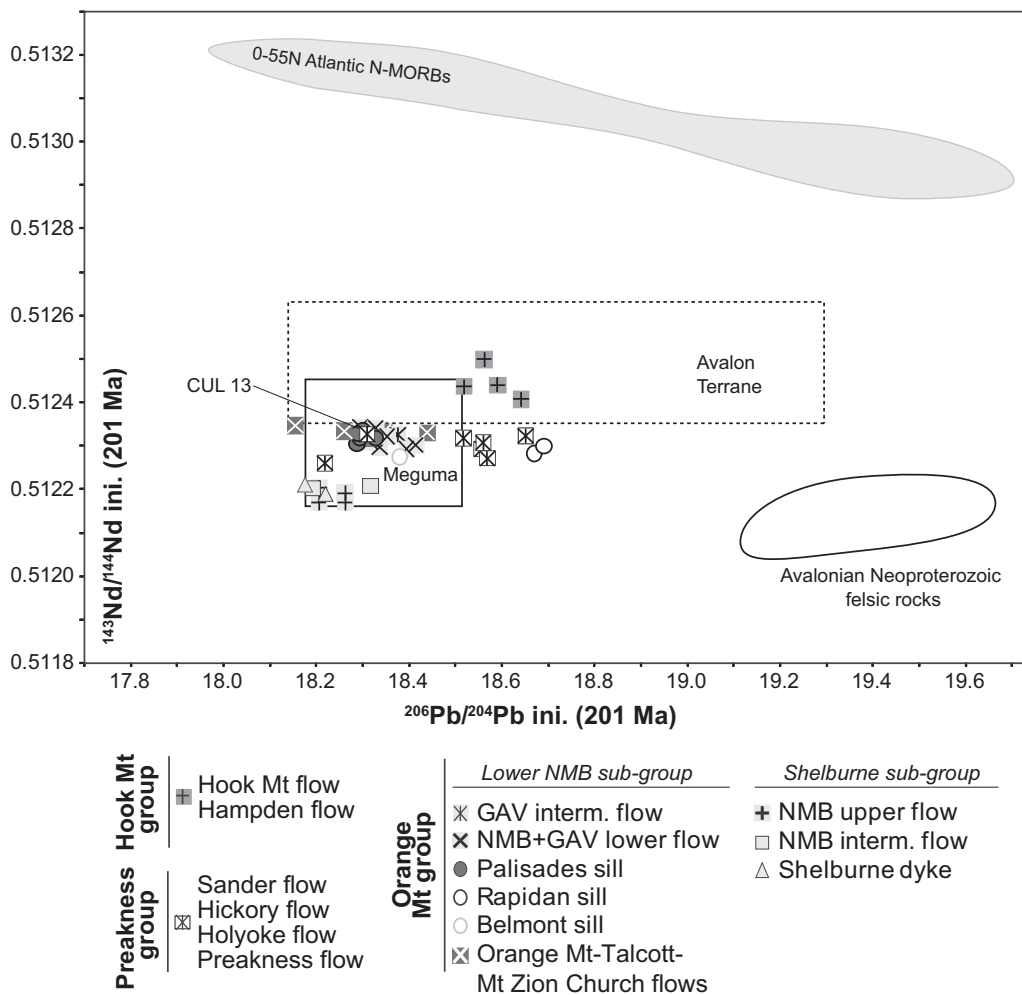 0.5132
0.5130
0.5128
0.5126
0.5124
0.5122
0.5120
0.5118
143Nd/144Nd ini. (201 Ma)
0-55N Atlantic N-MORBs
CUL 13
Avalon
Terrane
Meguma
Avalonian Neoproterozoic
felsic rocks
17.8 18.0 18.2 18.4 18.6 18.8 19.0 19.2 19.4 19.6
206Pb/204Pb ini. (201 Ma)
Hook Mt
group
Hook Mt flow
Hampden flow
Preakness
group
Sander flow
Hickory flow
Holyoke flow
Preakness flow
Orange
Mt group
Lower NMB sub-group
GAV interm. flow
NMB+GAV lower flow
Palisades sill
Rapidan sill
Belmont sill
Orange Mt-Talcott-
Mt Zion Church flows
Shelburne sub-group
NMB upper flow
NMB interm. flow
Shelburne dyke